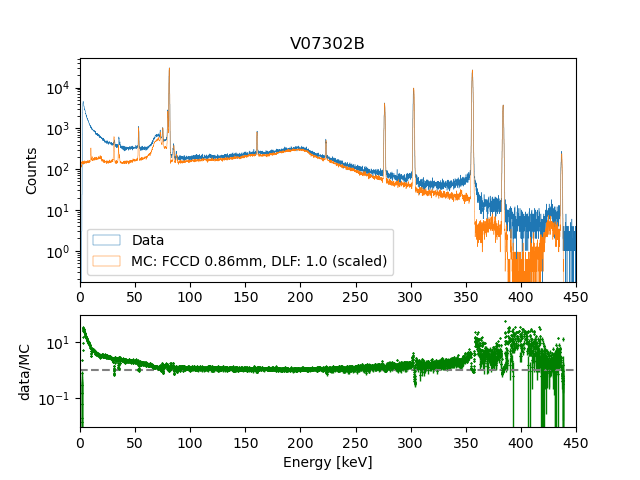 V07302B
Counts
10⁴
10³
10²
10¹
10⁰
Data
MC: FCCD 0.86mm, DLF: 1.0 (scaled)
0 50 100 150 200 250 300 350 400 450
data/MC
10¹
10⁻¹
0 50 100 150 200 250 300 350 400 450
Energy [keV]